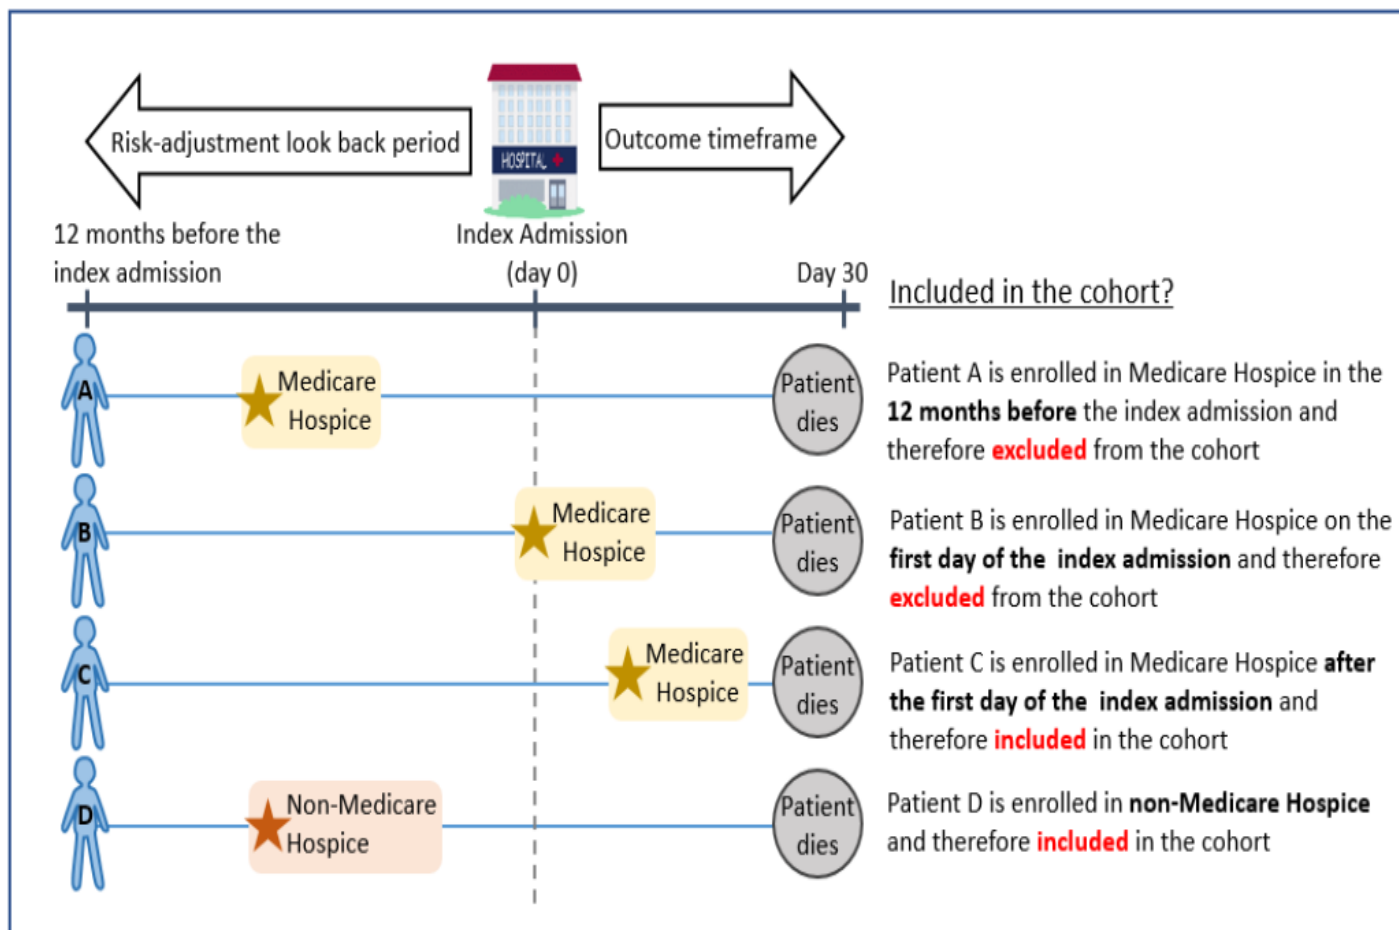 Risk-adjustment look back period
HOSPITAL
Outcome timeframe
12 months before the
index admission
Index Admission
(day 0)
Day 30
Included in the cohort?
A
Medicare
Hospice
Patient
dies
Patient A is enrolled in Medicare Hospice in the
12 months before the index admission and
therefore excluded from the cohort
B
Medicare
Hospice
Patient
dies
Patient B is enrolled in Medicare Hospice on the
first day of the index admission and therefore
excluded from the cohort
C
Medicare
Hospice
Patient
dies
Patient C is enrolled in Medicare Hospice after
the first day of the index admission and
therefore included in the cohort
D
Non-Medicare
Hospice
Patient
dies
Patient D is enrolled in non-Medicare Hospice
and therefore included in the cohort